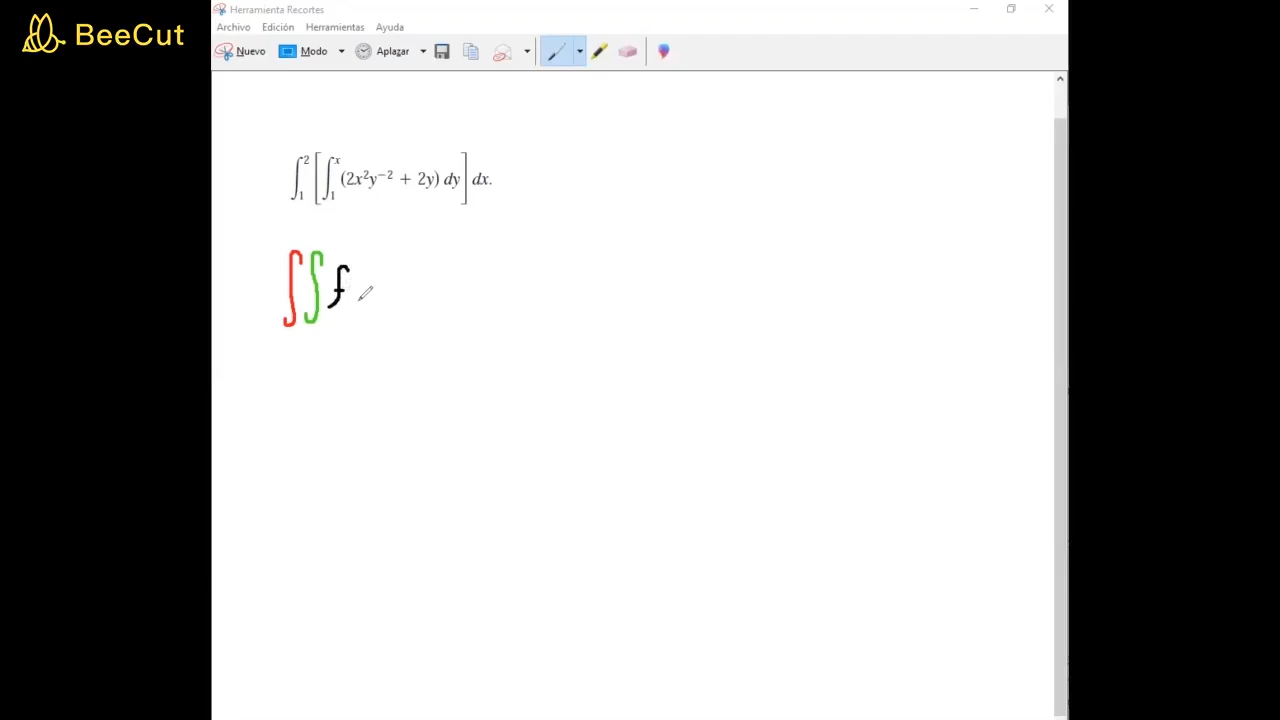 BeeCut
Herramienta Recortes
Archivo Edición Herramientas Ayuda
Nuevo Modo Aplazar
∫₁² [∫₁ˣ (2x²y⁻² + 2y) dy] dx.
∫∫ f